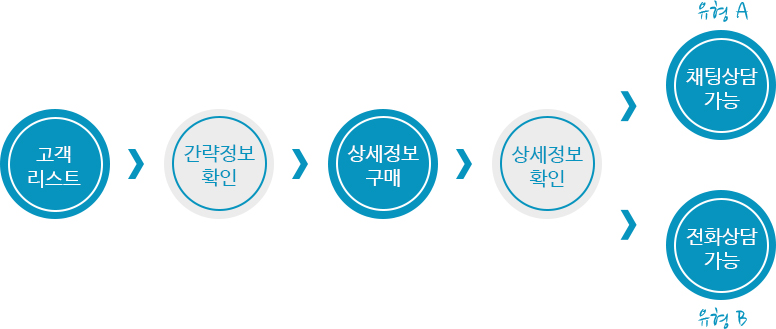 고객
리스트
간략정보
확인
상세정보
구매
상세정보
확인
유형 A
채팅상담
가능
전화상담
가능
유형 B